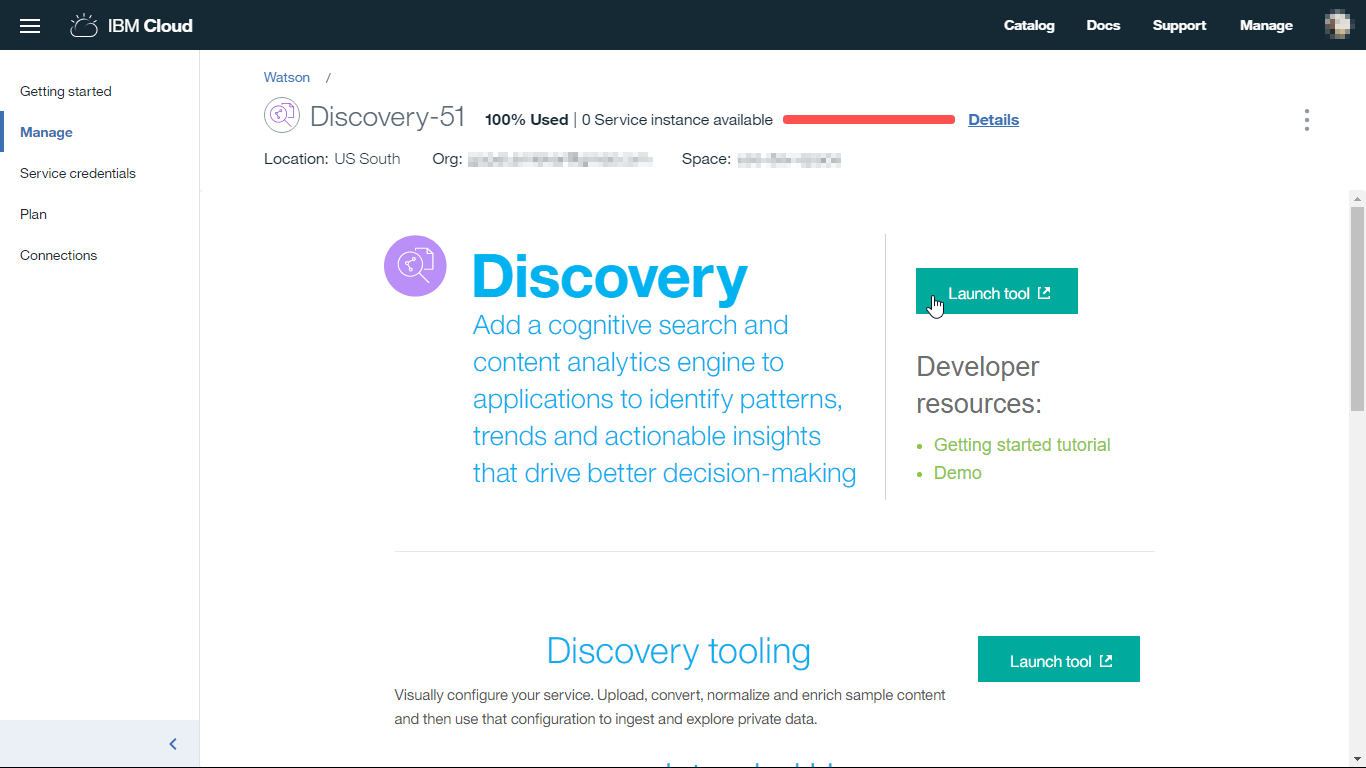 IBM Cloud
Catalog Docs Support Manage
Getting started
Manage
Service credentials
Plan
Connections
Watson /
Discovery-51 100% Used | 0 Service instance available Details
Location: US South Org: Space:
Discovery
Add a cognitive search and
content analytics engine to
applications to identify patterns,
trends and actionable insights
that drive better decision-making
Launch tool
Developer
resources:
• Getting started tutorial
• Demo
Discovery tooling
Launch tool
Visually configure your service. Upload, convert, normalize and enrich sample content
and then use that configuration to ingest and explore private data.